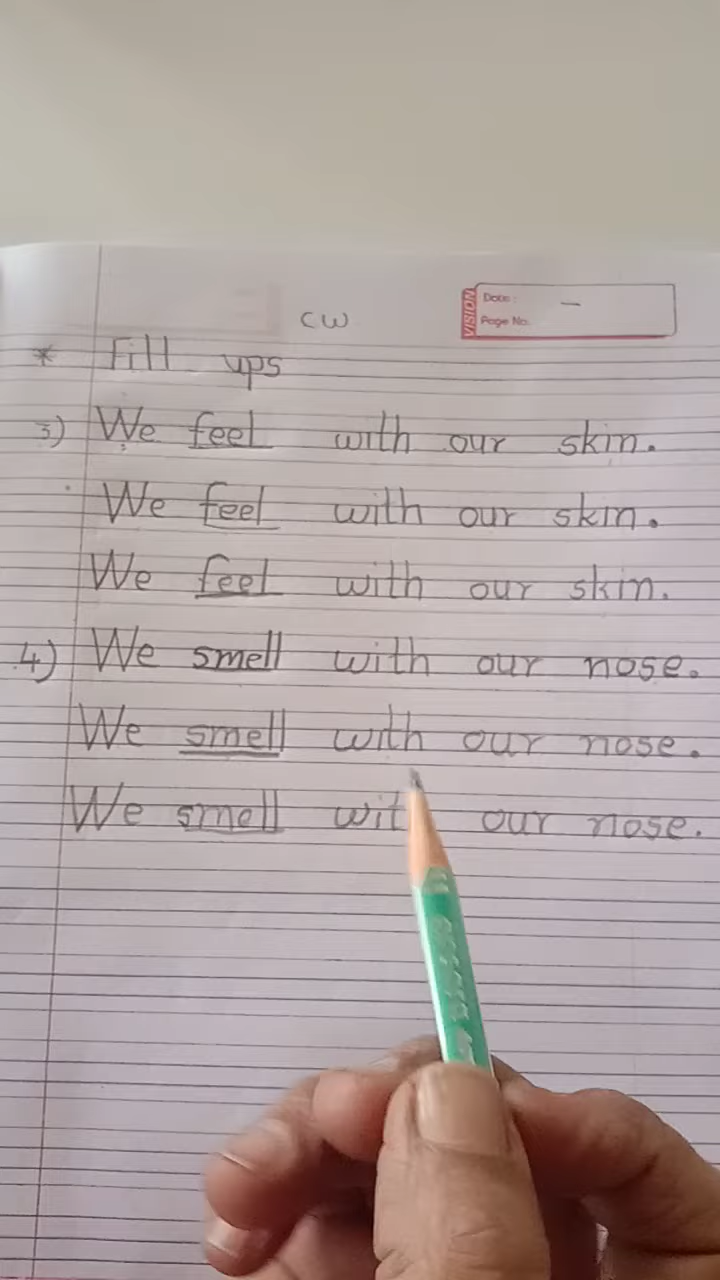 CW
VISION
Date : —
Page No.
* Fill ups
3) We feel with our skin.
We feel with our skin.
We feel with our skin.
4) We smell with our nose.
We smell with our nose.
We smell wit our nose.